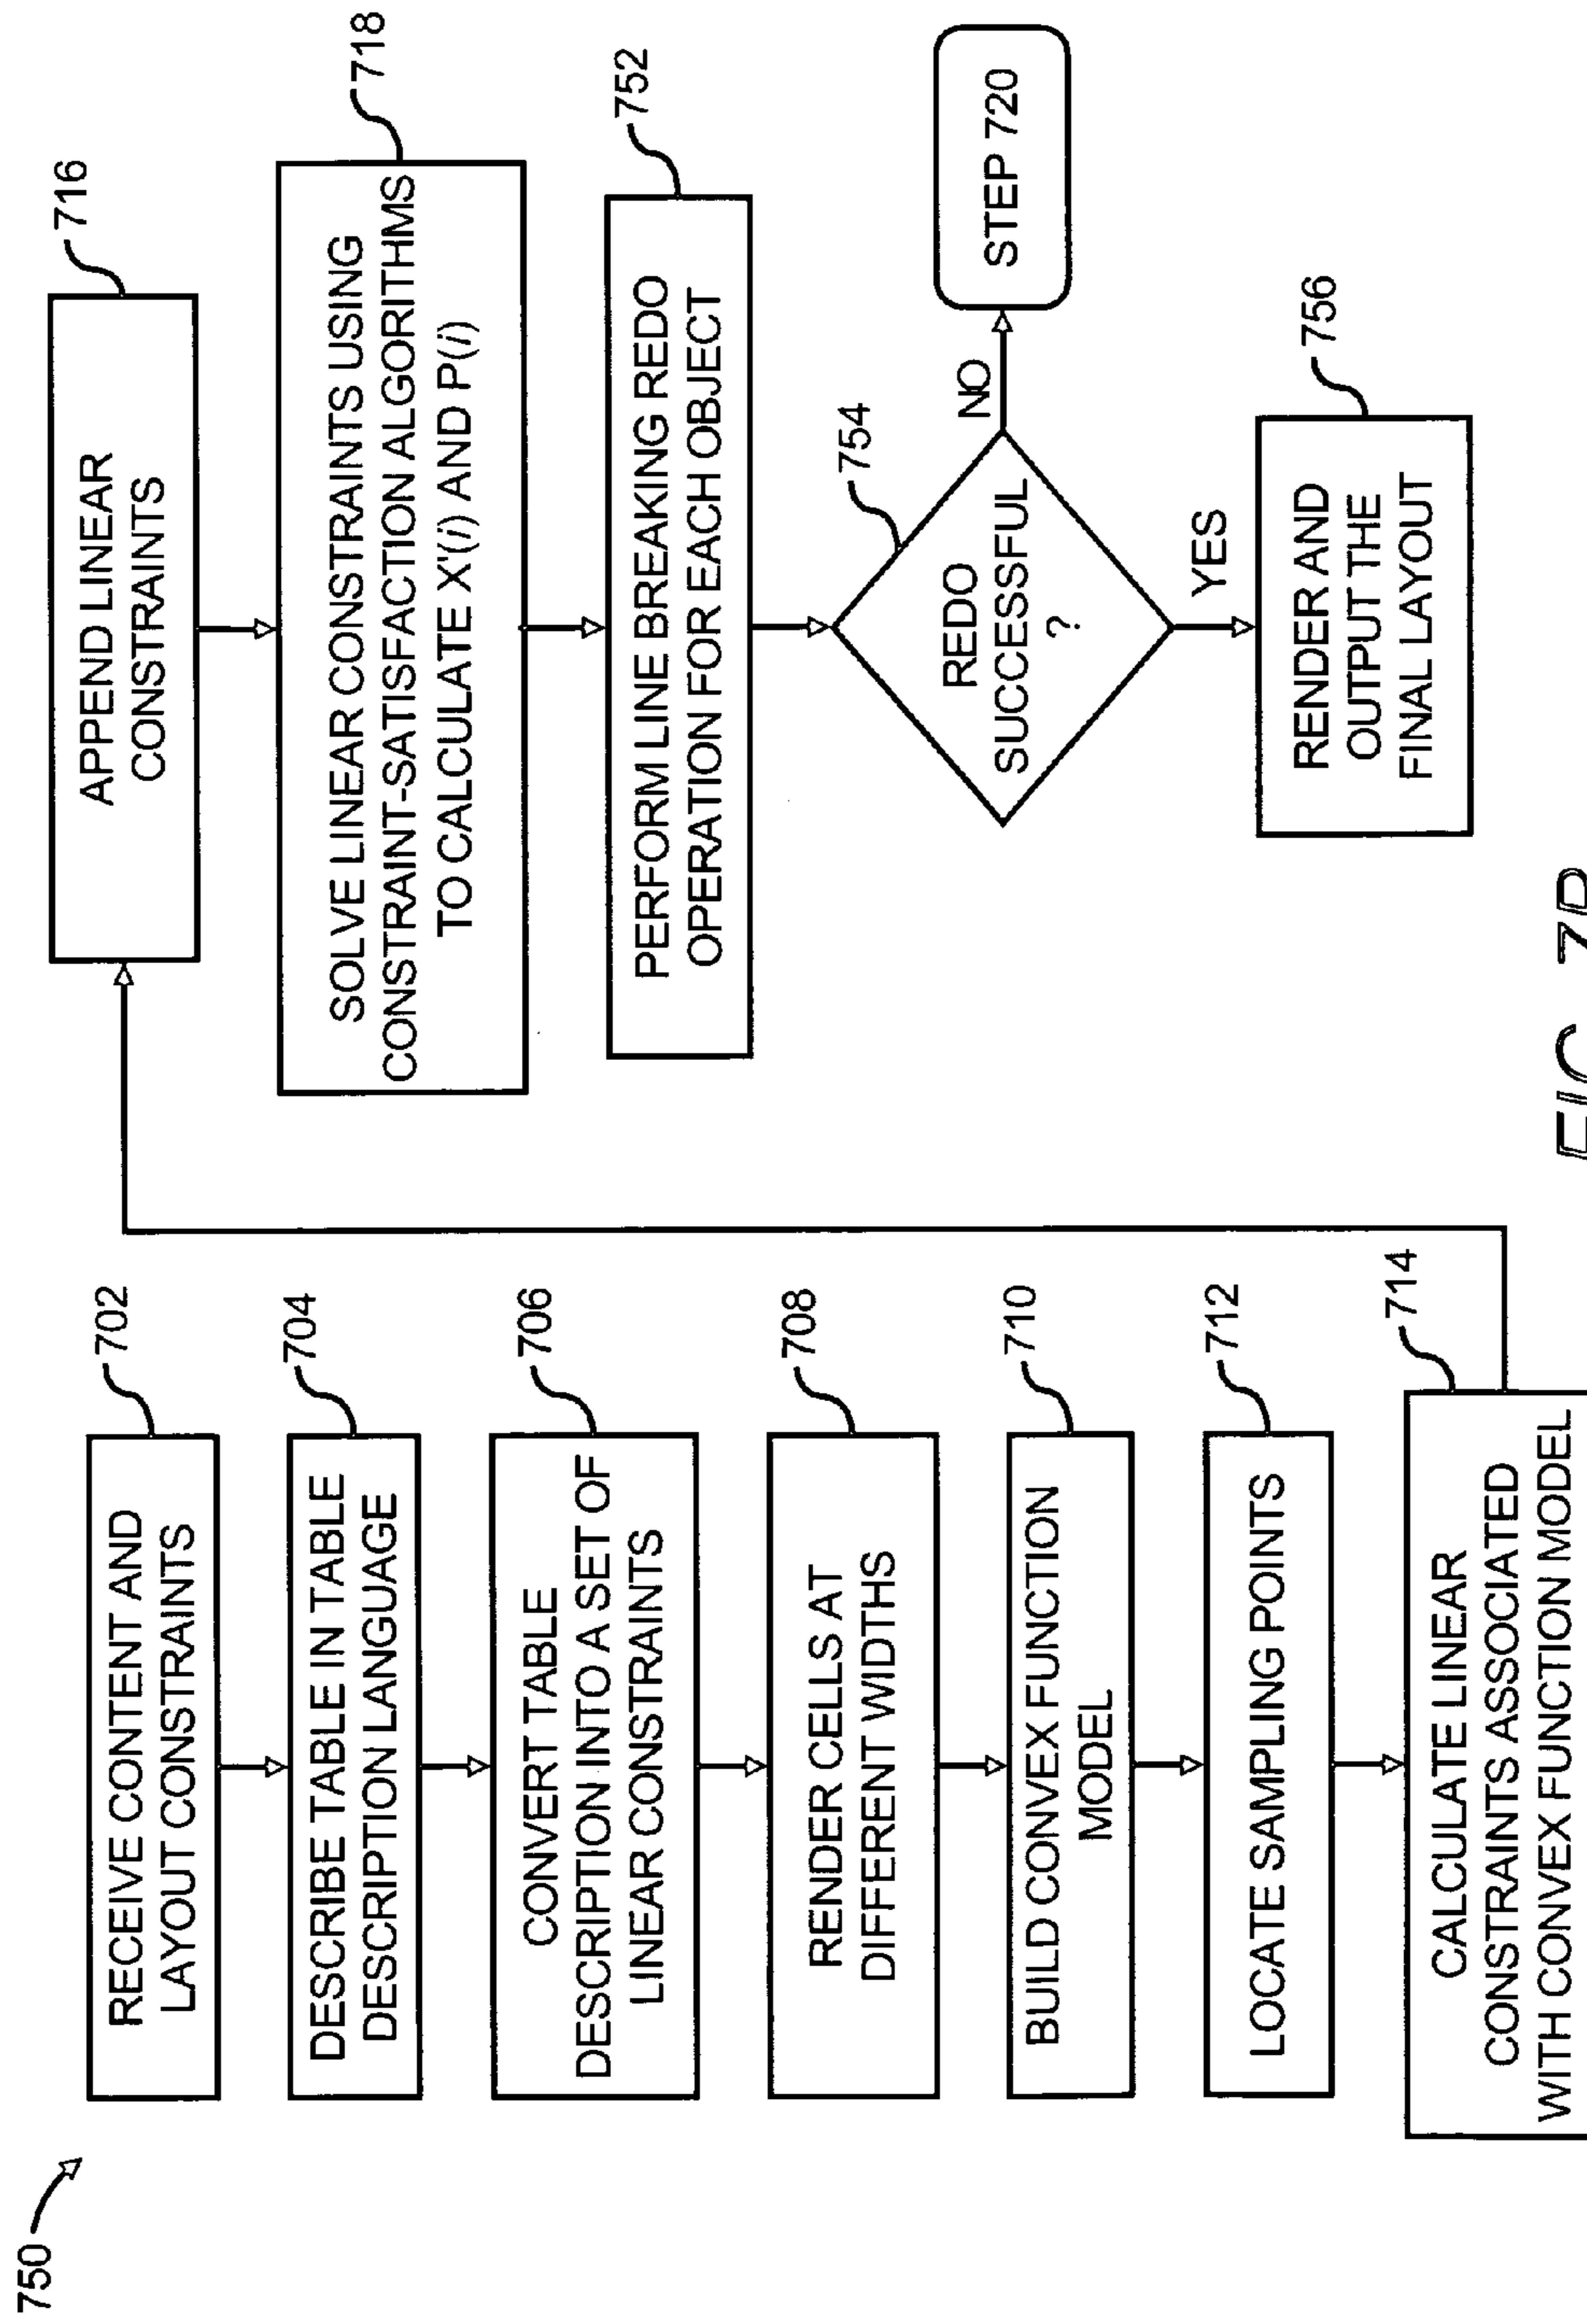 750
702
RECEIVE CONTENT AND
LAYOUT CONSTRAINTS
704
DESCRIBE TABLE IN TABLE
DESCRIPTION LANGUAGE
706
CONVERT TABLE
DESCRIPTION INTO A SET OF
LINEAR CONSTRAINTS
708
RENDER CELLS AT
DIFFERENT WIDTHS
710
BUILD CONVEX FUNCTION
MODEL
712
LOCATE SAMPLING POINTS
714
CALCULATE LINEAR
CONSTRAINTS ASSOCIATED
WITH CONVEX FUNCTION MODEL
716
APPEND LINEAR
CONSTRAINTS
718
SOLVE LINEAR CONSTRAINTS USING
CONSTRAINT-SATISFACTION ALGORITHMS
TO CALCULATE X'(i) AND P(i)
752
PERFORM LINE BREAKING REDO
OPERATION FOR EACH OBJECT
754
REDO
SUCCESSFUL
?
NO
STEP 720
YES
756
RENDER AND
OUTPUT THE
FINAL LAYOUT
FIG. 7B